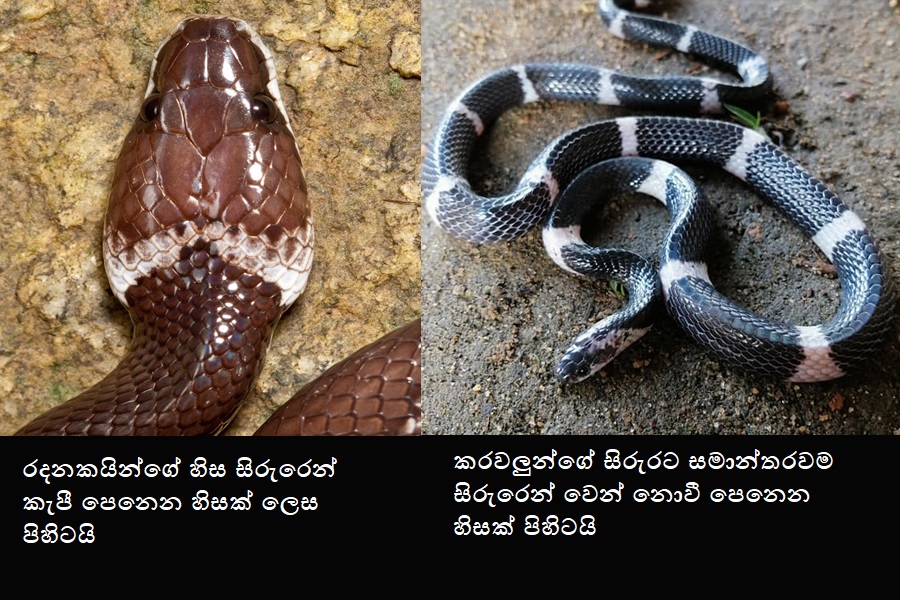 රදනකයින්ගේ හිස සිරුරෙන්
කැපී පෙනෙන හිසක් ලෙස
පිහිටයි
කරවලුන්ගේ සිරුරට සමාන්තරවම
සිරුරෙන් වෙන් නොවී පෙනෙන
හිසක් පිහිටයි